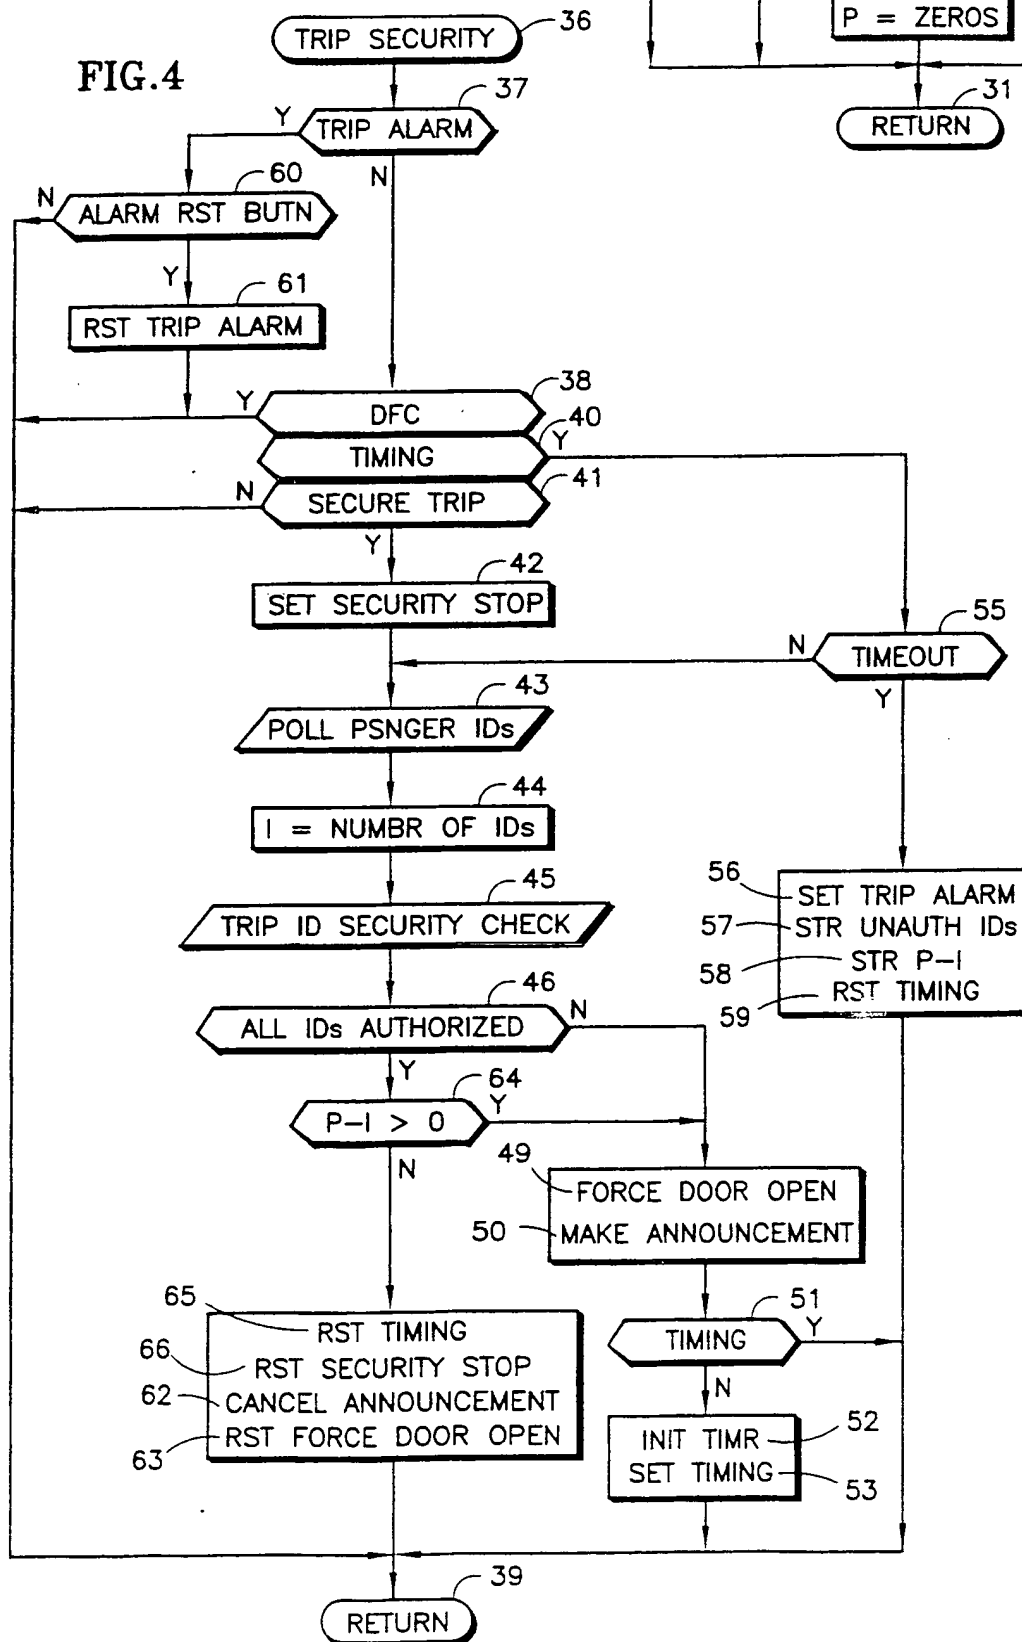 P = ZEROS
31
RETURN
FIG.4
TRIP SECURITY
36
37
Y
TRIP ALARM
N
60
N
ALARM RST BUTN
Y
61
RST TRIP ALARM
38
Y
DFC
40
TIMING
Y
41
N
SECURE TRIP
Y
42
SET SECURITY STOP
55
N
TIMEOUT
Y
43
POLL PSNGER IDs
44
I = NUMBR OF IDs
45
TRIP ID SECURITY CHECK
56
SET TRIP ALARM
57
STR UNAUTH IDs
58
STR P-I
59
RST TIMING
46
ALL IDs AUTHORIZED
N
Y
64
P-I > 0
Y
N
49
FORCE DOOR OPEN
50
MAKE ANNOUNCEMENT
51
TIMING
Y
N
52
INIT TIMR
SET TIMING
53
65
RST TIMING
66
RST SECURITY STOP
62
CANCEL ANNOUNCEMENT
63
RST FORCE DOOR OPEN
39
RETURN